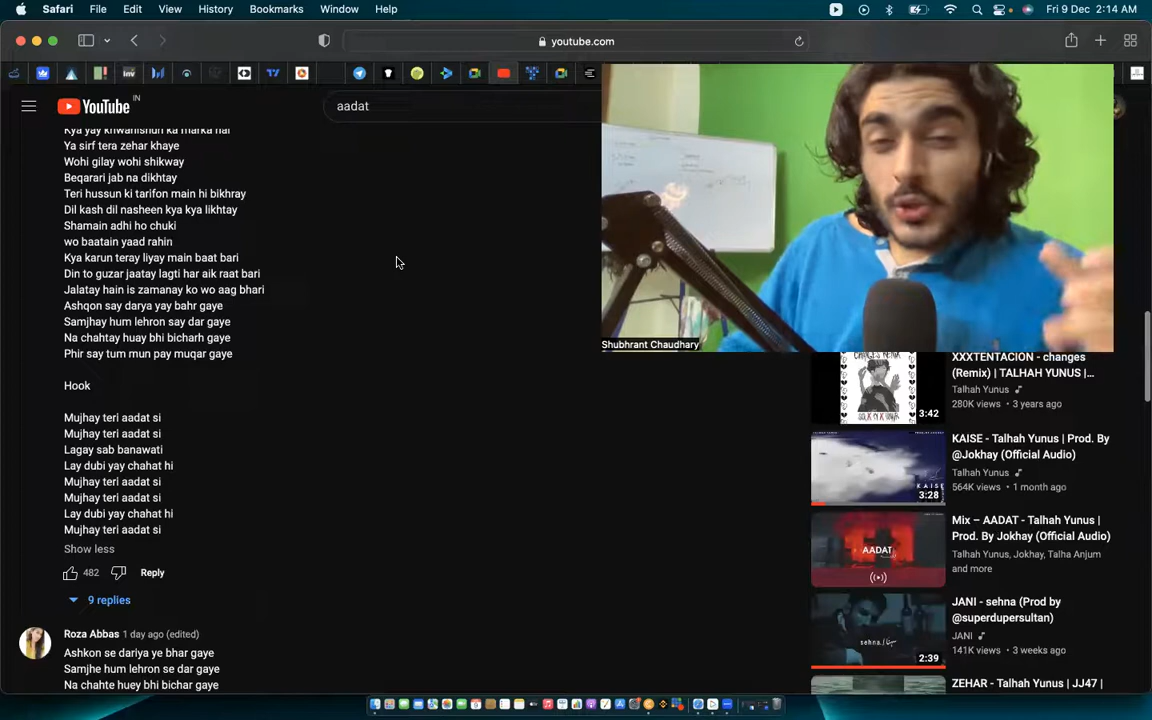 Safari File Edit View History Bookmarks Window Help
Fri 9 Dec 2:14 AM
youtube.com
inv
YouTube IN
aadat
Kya yay khwahishun ka marka hai
Ya sirf tera zehar khaye
Wohi gilay wohi shikway
Beqarari jab na dikhtay
Teri hussun ki tarifon main hi bikhray
Dil kash dil nasheen kya kya likhtay
Shamain adhi ho chuki
wo baatain yaad rahin
Kya karun teray liyay main baat bari
Din to guzar jaatay lagti har aik raat bari
Jalatay hain is zamanay ko wo aag bhari
Ashqon say darya yay bahr gaye
Samjhay hum lehron say dar gaye
Na chahtay huay bhi bicharh gaye
Phir say tum mun pay muqar gaye
Hook
Mujhay teri aadat si
Mujhay teri aadat si
Lagay sab banawati
Lay dubi yay chahat hi
Mujhay teri aadat si
Mujhay teri aadat si
Lay dubi yay chahat hi
Mujhay teri aadat si
Show less
482 Reply
9 replies
Roza Abbas 1 day ago (edited)
Ashkon se dariya ye bhar gaye
Samjhe hum lehron se dar gaye
Na chahte huey bhi bichar gaye
Shubhrant Chaudhary
XXXTENTACION - changes
(Remix) | TALHAH YUNUS |...
Talhah Yunus
280K views • 3 years ago
3:42
KAISE - Talhah Yunus | Prod. By
@Jokhay (Official Audio)
Talhah Yunus
564K views • 1 month ago
KAISE
3:28
Mix – AADAT - Talhah Yunus |
Prod. By Jokhay (Official Audio)
Talhah Yunus, Jokhay, Talha Anjum
and more
AADAT
JANI - sehna (Prod by
@superdupersultan)
JANI
141K views • 3 weeks ago
sehna
2:39
ZEHAR - Talhah Yunus | JJ47 |